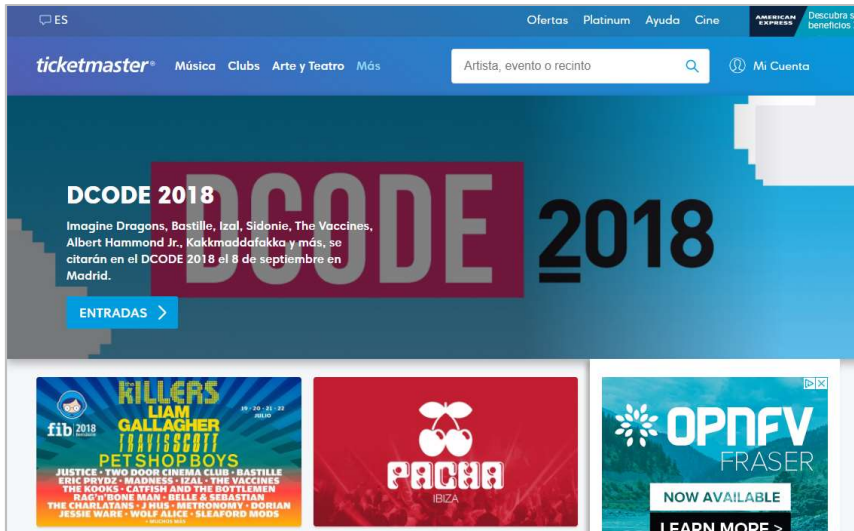 ES
Ofertas Platinum Ayuda Cine
AMERICAN EXPRESS
Descubra s
beneficios
ticketmaster®
Música Clubs Arte y Teatro Más
Artista, evento o recinto
Mi Cuenta
DCODE 2018
DCODE 2018
Imagine Dragons, Bastille, Izal, Sidonie, The Vaccines,
Albert Hammond Jr., Kakkmaddafakka y más, se
citarán en el DCODE 2018 el 8 de septiembre en
Madrid.
ENTRADAS
fib 2018
the KILLERS
LIAM
GALLAGHER
TRAVIS SCOTT
PET SHOP BOYS
19 · 20 · 21 · 22
JULIO
JUSTICE · TWO DOOR CINEMA CLUB · BASTILLE
ERIC PRYDZ · MADNESS · IZAL · THE VACCINES
THE KOOKS · CATFISH AND THE BOTTLEMEN
RAG'n'BONE MAN · BELLE & SEBASTIAN
THE CHARLATANS · J HUS · METRONOMY · DORIAN
JESSIE WARE · WOLF ALICE · SLEAFORD MODS
· MUCHOS MÁS
PACHA
IBIZA
OPNFV
FRASER
NOW AVAILABLE
LEARN MORE >